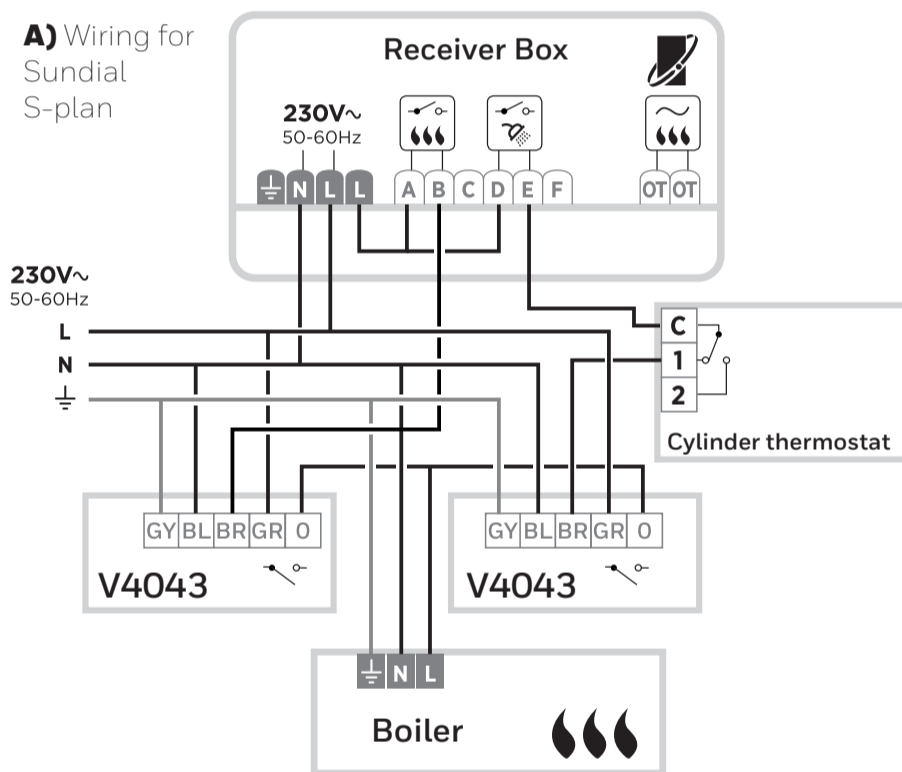 A) Wiring for
Sundial
S-plan
Receiver Box
230V~
50-60Hz
N L L A B C D E F OT OT
230V~
50-60Hz
L
N
C
1
2
Cylinder thermostat
GY BL BR GR O
V4043
GY BL BR GR O
V4043
N L
Boiler